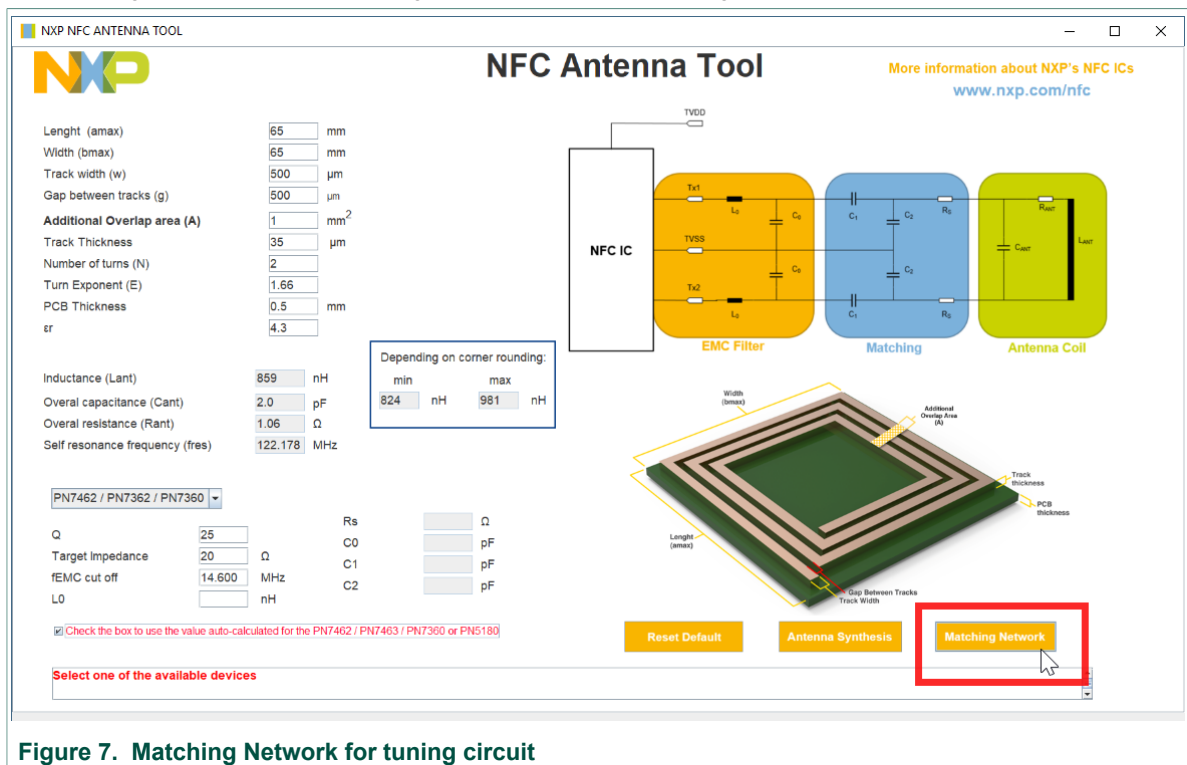 NXP NFC ANTENNA TOOL
NXP
NFC Antenna Tool
More information about NXP's NFC ICs
www.nxp.com/nfc
Lenght (amax) 65 mm
Width (bmax) 65 mm
Track width (w) 500 µm
Gap between tracks (g) 500 µm
Additional Overlap area (A) 1 mm2
Track Thickness 35 µm
Number of turns (N) 2
Turn Exponent (E) 1.66
PCB Thickness 0.5 mm
εr 4.3
Inductance (Lant) 859 nH
Overal capacitance (Cant) 2.0 pF
Overal resistance (Rant) 1.06 Ω
Self resonance frequency (fres) 122.178 MHz
Depending on corner rounding:
min max
824 nH 981 nH
PN7462 / PN7362 / PN7360
Q 25
Target Impedance 20 Ω
fEMC cut off 14.600 MHz
L0 nH
Rs Ω
C0 pF
C1 pF
C2 pF
Check the box to use the value auto-calculated for the PN7462 / PN7463 / PN7360 or PN5180
TVDD
NFC IC
Tx1
L0
C0
TVSS
C0
Tx2
L0
EMC Filter
C1
C2
Rs
C2
C1
Rs
Matching
RANT
CANT
LANT
Antenna Coil
Width
(bmax)
Additional
Overlap Area
(A)
Track
thickness
PCB
thickness
Lenght
(amax)
Gap Between Tracks
Track Width
Reset Default
Antenna Synthesis
Matching Network
Select one of the available devices
Figure 7. Matching Network for tuning circuit